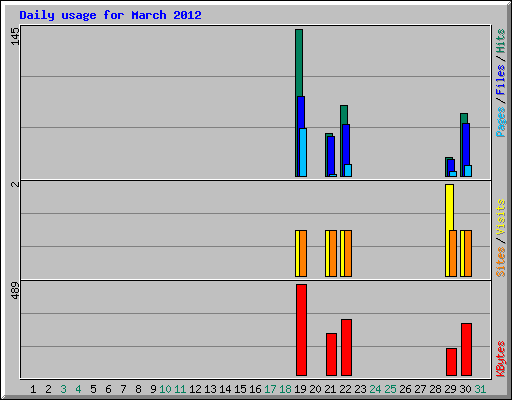 Daily usage for March 2012
145
Pages / Files / Hits
2
Sites / Visits
489
KBytes
1 2 3 4 5 6 7 8 9 10 11 12 13 14 15 16 17 18 19 20 21 22 23 24 25 26 27 28 29 30 31